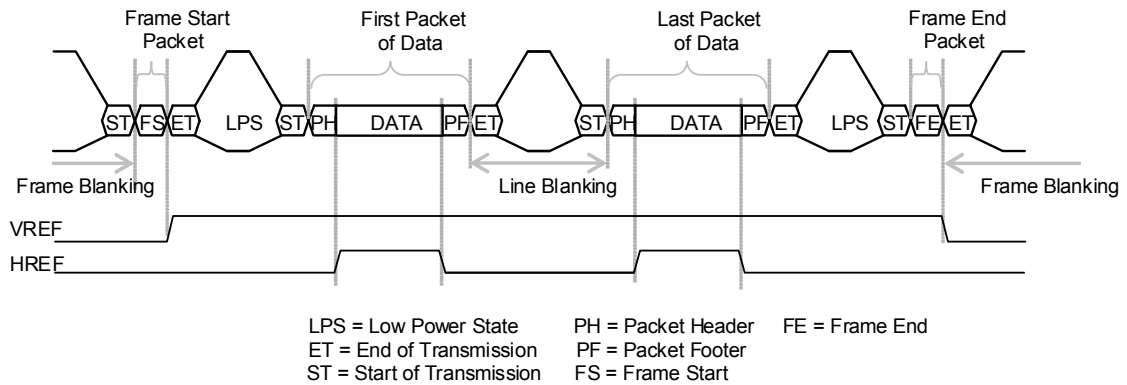 Frame Start
Packet
First Packet
of Data
Last Packet
of Data
Frame End
Packet
ST FS ET LPS ST PH DATA PF ET ST PH DATA PF ET LPS ST FE ET
Frame Blanking Line Blanking Frame Blanking
VREF
HREF
LPS = Low Power State PH = Packet Header FE = Frame End
ET = End of Transmission PF = Packet Footer
ST = Start of Transmission FS = Frame Start